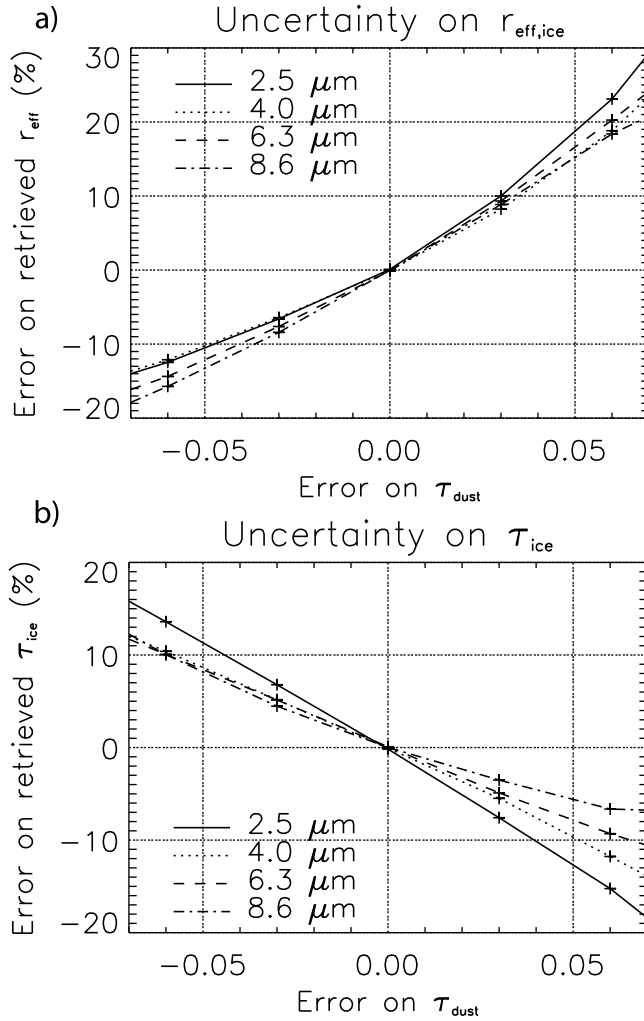 a)
Uncertainty on r_eff,ice
Error on retrieved r_eff (%)
30
20
10
0
−10
−20
2.5 μm
4.0 μm
6.3 μm
8.6 μm
−0.05 0.00 0.05
Error on τ_dust
b)
Uncertainty on τ_ice
Error on retrieved τ_ice (%)
20
10
0
−10
−20
2.5 μm
4.0 μm
6.3 μm
8.6 μm
−0.05 0.00 0.05
Error on τ_dust